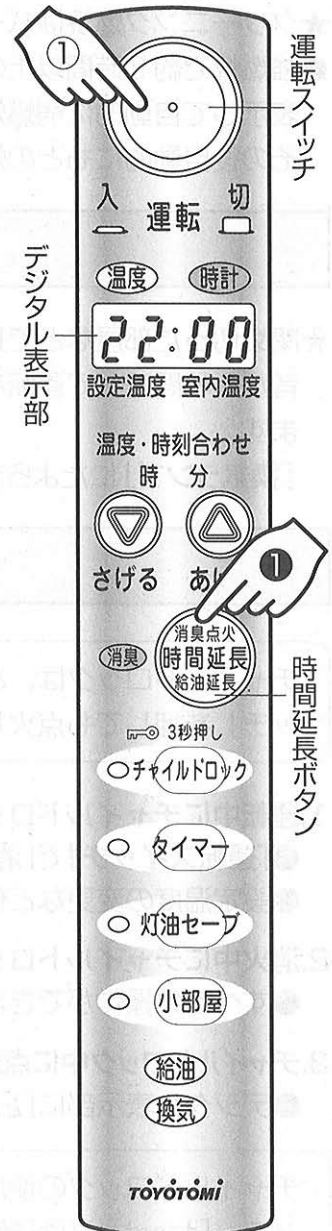 ①
運転スイッチ
入
運転
切
温度
時計
デジタル表示部
22:00
設定温度 室内温度
温度・時刻合わせ
時 分
さげる あげ
❶
消臭
消臭点火
時間延長
給油延長
時間延長ボタン
3秒押し
チャイルドロック
タイマー
灯油セーブ
小部屋
給油
換気
TOYOTOMI